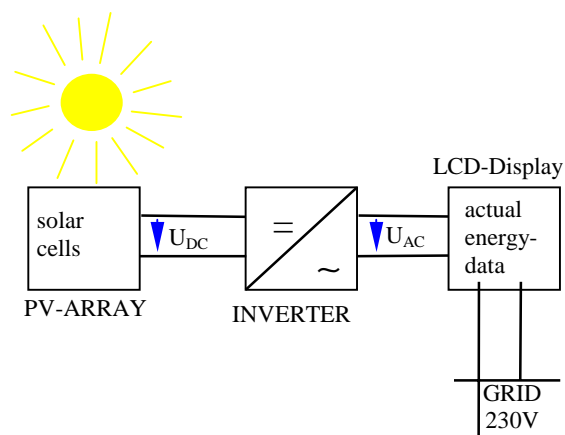 LCD-Display
solar
cells
U_DC
=
~
U_AC
actual
energy-
data
PV-ARRAY
INVERTER
GRID
230V